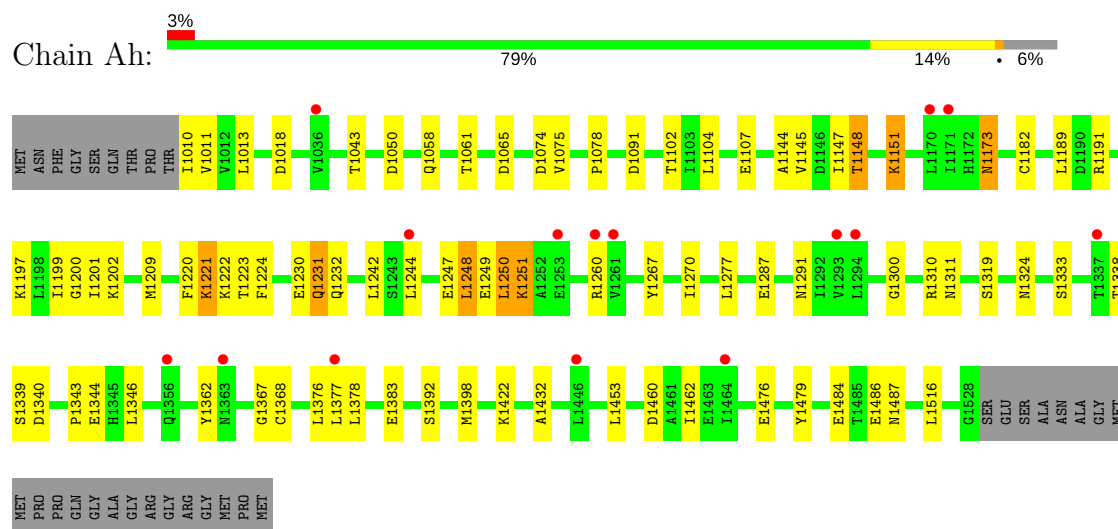 3%
Chain Ah:
79% 14% • 6%
MET ASN PHE GLY SER GLN THR PRO THR I1010 V1011 V1012 L1013 D1018 V1036 T1043 D1050 Q1058 T1061 D1065 D1074 V1075 P1078 D1091 T1102 I1103 L1104 E1107 A1144 V1145 D1146 I1147 T1148 K1151 L1170 I1171 H1172 N1173 C1182 L1189 D1190 R1191
K1197 L1198 I1199 G1200 I1201 K1202 M1209 F1220 K1221 K1222 T1223 F1224 E1230 Q1231 Q1232 L1242 S1243 L1244 E1247 L1248 E1249 L1250 K1251 A1252 E1253 R1260 V1261 Y1267 I1270 L1277 E1287 N1291 I1292 V1293 L1294 G1300 R1310 N1311 S1319 N1324 S1333 T1337 T1338
S1339 D1340 P1343 E1344 H1345 L1346 Q1356 Y1362 N1363 G1367 C1368 L1376 L1377 L1378 E1383 S1392 M1398 K1422 A1432 L1446 L1453 D1460 A1461 I1462 E1463 I1464 E1476 Y1479 E1484 T1485 E1486 N1487 L1516 G1528 SER GLU SER ALA ASN ALA GLY MET
MET PRO PRO GLN GLY ALA GLY ARG GLY ARG GLY MET PRO MET